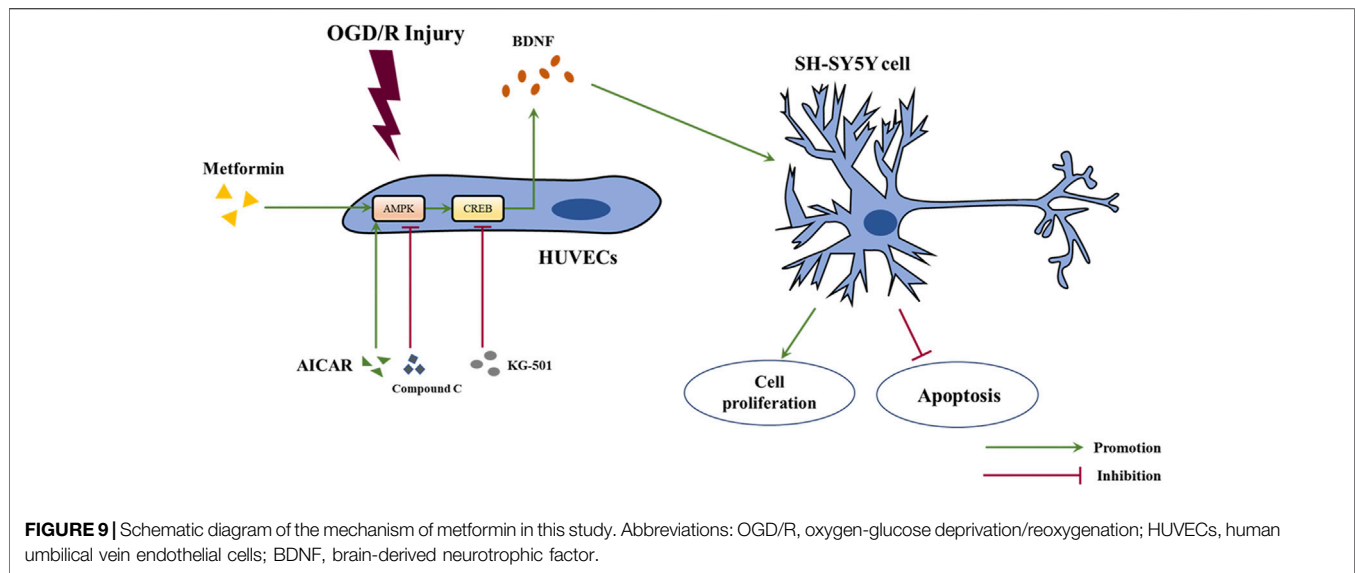 OGD/R Injury
BDNF
SH-SY5Y cell
Metformin
AMPK
CREB
HUVECs
AICAR
Compound C
KG-501
Cell
proliferation
Apoptosis
Promotion
Inhibition
FIGURE 9 | Schematic diagram of the mechanism of metformin in this study. Abbreviations: OGD/R, oxygen-glucose deprivation/reoxygenation; HUVECs, human
umbilical vein endothelial cells; BDNF, brain-derived neurotrophic factor.